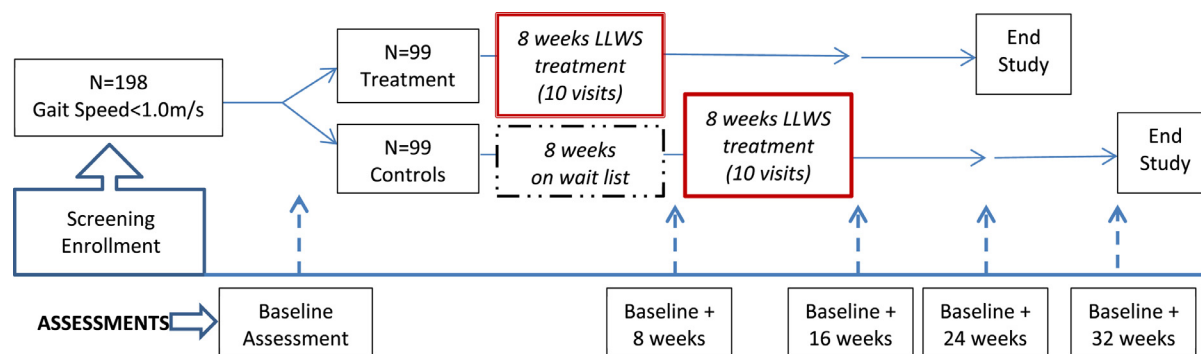 N=198
Gait Speed<1.0m/s
N=99
Treatment
8 weeks LLWS
treatment
(10 visits)
End
Study
N=99
Controls
8 weeks
on wait list
8 weeks LLWS
treatment
(10 visits)
End
Study
Screening
Enrollment
ASSESSMENTS
Baseline
Assessment
Baseline +
8 weeks
Baseline +
16 weeks
Baseline +
24 weeks
Baseline +
32 weeks